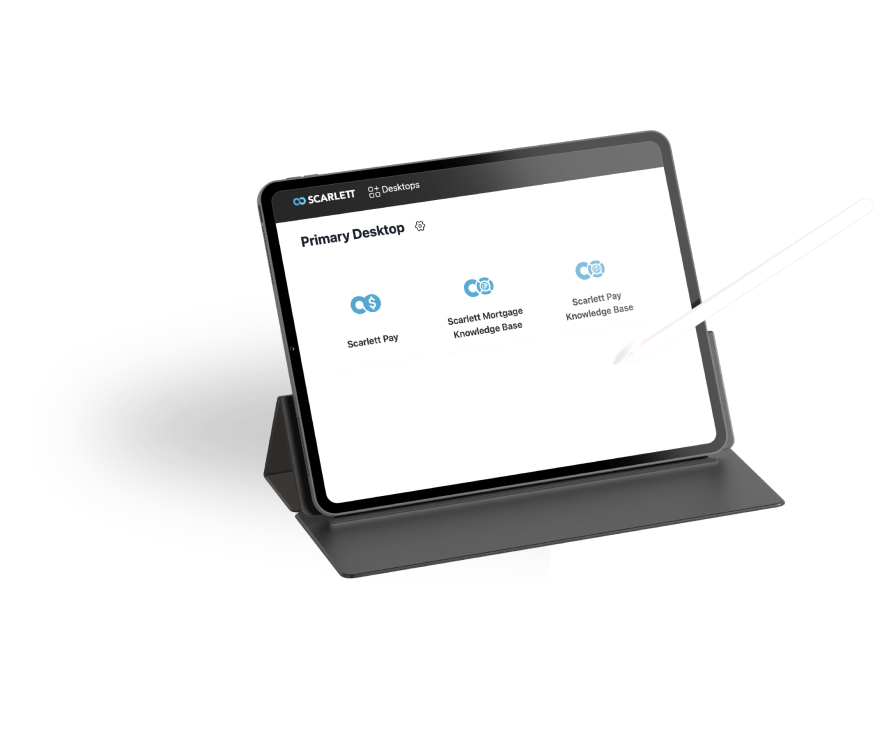 SCARLETT
Desktops
Primary Desktop
Scarlett Pay
Scarlett Mortgage
Knowledge Base
Scarlett Pay
Knowledge Base